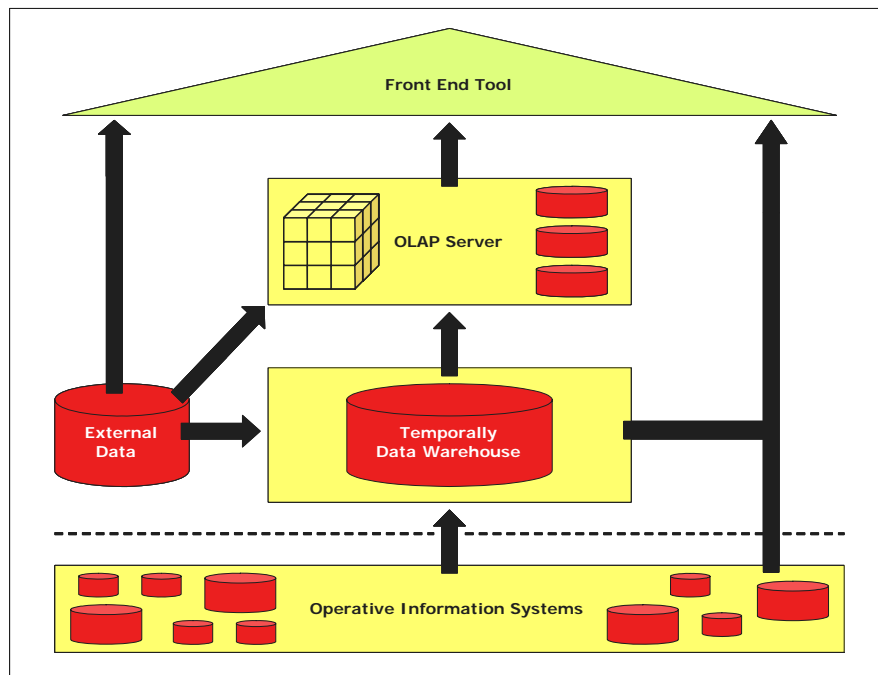 Front End Tool
OLAP Server
External
Data
Temporally
Data Warehouse
Operative Information Systems